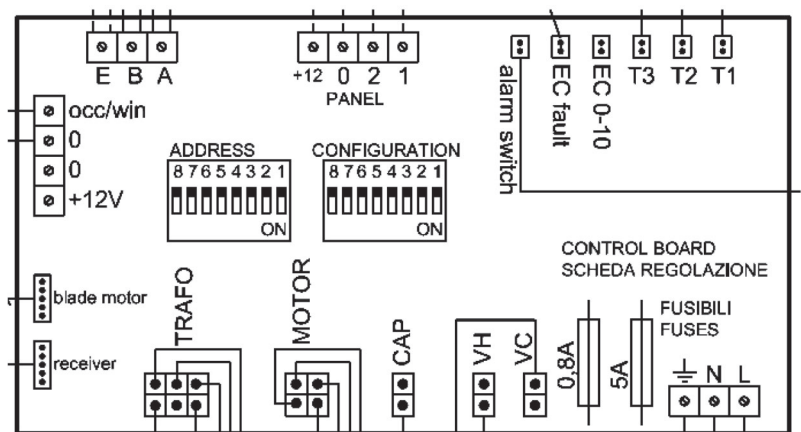 E B A
+12 0 2 1
PANEL
alarm switch
EC fault
EC 0-10
T3 T2 T1
occ/win
0
0
+12V
ADDRESS
8 7 6 5 4 3 2 1
ON
CONFIGURATION
8 7 6 5 4 3 2 1
ON
CONTROL BOARD
SCHEDA REGOLAZIONE
blade motor
receiver
TRAFO
MOTOR
CAP
VH
VC
0,8A
5A
FUSIBILI
FUSES
N L